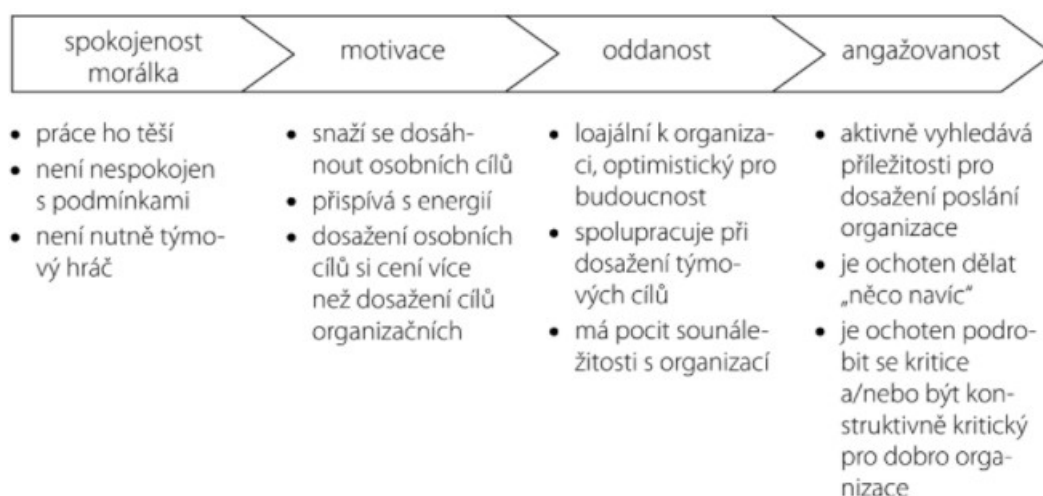 spokojenost
morálka
motivace
oddanost
angažovanost
• práce ho těší
• není nespokojen
s podmínkami
• není nutně týmo-
vý hráč
• snaží se dosáh-
nout osobních cílů
• přispívá s energií
• dosažení osobních
cílů si cení více
než dosažení cílů
organizačních
• loajální k organiza-
ci, optimistický pro
budoucnost
• spolupracuje při
dosažení týmo-
vých cílů
• má pocit sounále-
žitosti s organizací
• aktivně vyhledává
příležitosti pro
dosažení poslání
organizace
• je ochoten dělat
„něco navíc“
• je ochoten podro-
bit se kritice
a/nebo být kon-
struktivně kritický
pro dobro orga-
nizace